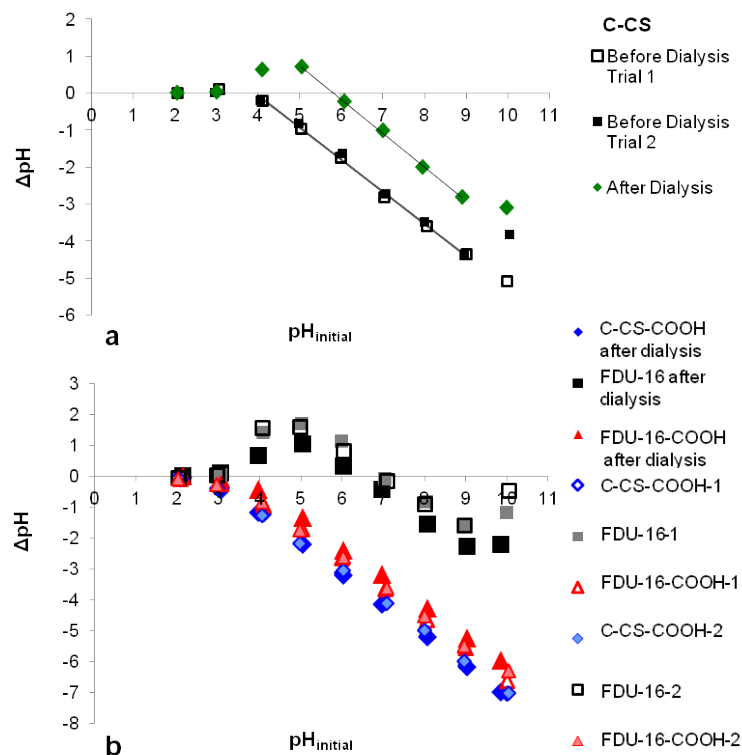 C-CS
Before Dialysis
Trial 1
Before Dialysis
Trial 2
After Dialysis
2
1
0
-1
-2
-3
-4
-5
-6
0 1 2 3 4 5 6 7 8 9 10
ΔpH
a
pHinitial
3
2
1
0
-1
-2
-3
-4
-5
-6
-7
-8
0 1 2 3 4 5 6 7 8 9 10 11
ΔpH
b
pHinitial
C-CS-COOH
after dialysis
FDU-16 after
dialysis
FDU-16-COOH
after dialysis
C-CS-COOH-1
FDU-16-1
FDU-16-COOH-1
C-CS-COOH-2
FDU-16-2
FDU-16-COOH-2